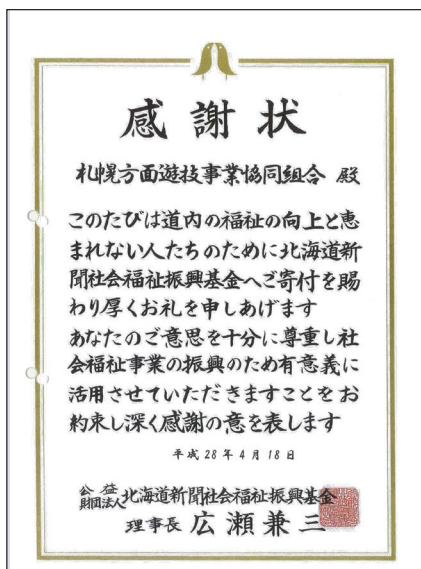 感謝状
札幌方面遊技事業協同組合 殿
このたびは道内の福祉の向上と恵
まれない人たちのために北海道新
聞社会福祉振興基金へご寄付を賜
わり厚くお礼を申しあげます
あなたのご意思を十分に尊重し社
会福祉事業の振興のため有意義に
活用させていただきますことをお
約束し深く感謝の意を表します
平成28年4月18日
公益財団法人北海道新聞社会福祉振興基金
理事長 広瀬兼三